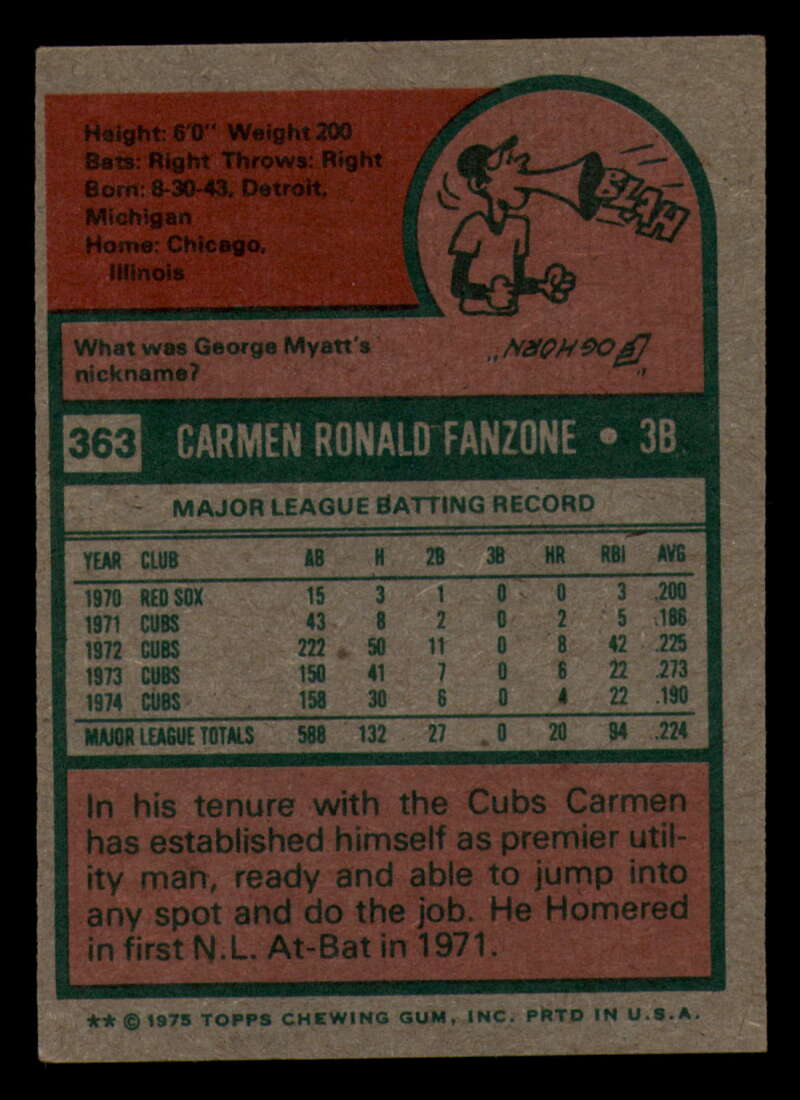 Height: 6'0" Weight 200
Bats: Right Throws: Right
Born: 8-30-43, Detroit,
Michigan
Home: Chicago,
Illinois
BLAH
What was George Myatt's
nickname?
"FOGHORN"
363 CARMEN RONALD FANZONE • 3B
MAJOR LEAGUE BATTING RECORD
YEAR CLUB AB H 2B 3B HR RBI AVG
1970 RED SOX 15 3 1 0 0 3 .200
1971 CUBS 43 8 2 0 2 5 .186
1972 CUBS 222 50 11 0 8 42 .225
1973 CUBS 150 41 7 0 6 22 .273
1974 CUBS 158 30 6 0 4 22 .190
MAJOR LEAGUE TOTALS 588 132 27 0 20 94 .224
In his tenure with the Cubs Carmen
has established himself as premier util-
ity man, ready and able to jump into
any spot and do the job. He Homered
in first N.L. At-Bat in 1971.
** © 1975 TOPPS CHEWING GUM, INC. PRTD IN U.S.A.